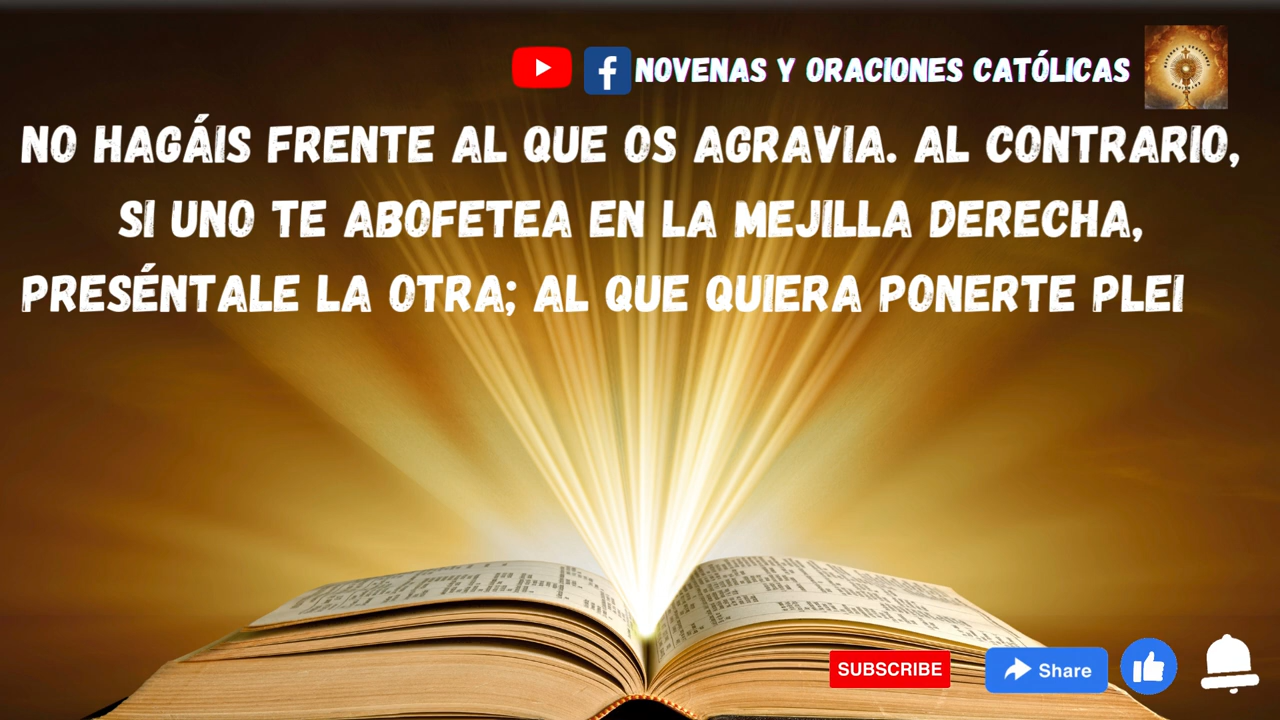 NOVENAS Y ORACIONES CATÓLICAS
NO HAGÁIS FRENTE AL QUE OS AGRAVIA. AL CONTRARIO,
SI UNO TE ABOFETEA EN LA MEJILLA DERECHA,
PRESÉNTALE LA OTRA; AL QUE QUIERA PONERTE PLEI
SUBSCRIBE
Share